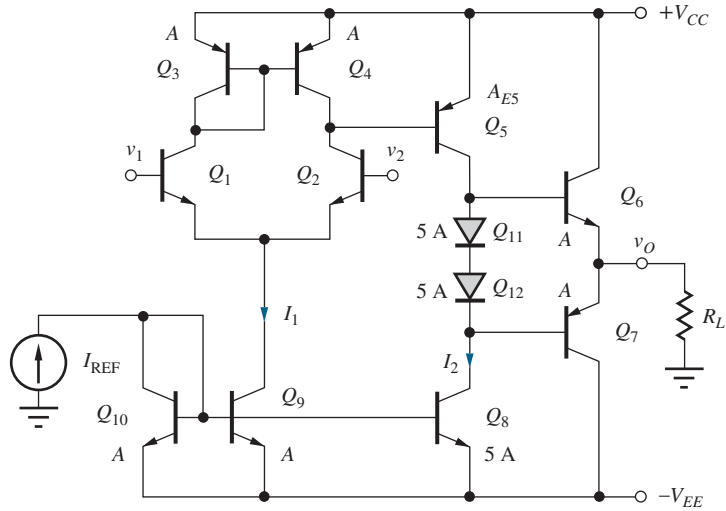 +V_CC
A
A
Q_3
Q_4
A_E5
Q_5
v_1
v_2
Q_1
Q_2
Q_6
5 A
Q_11
A
v_O
5 A
Q_12
A
R_L
I_1
Q_7
I_REF
I_2
Q_9
Q_10
Q_8
A
A
5 A
−V_EE